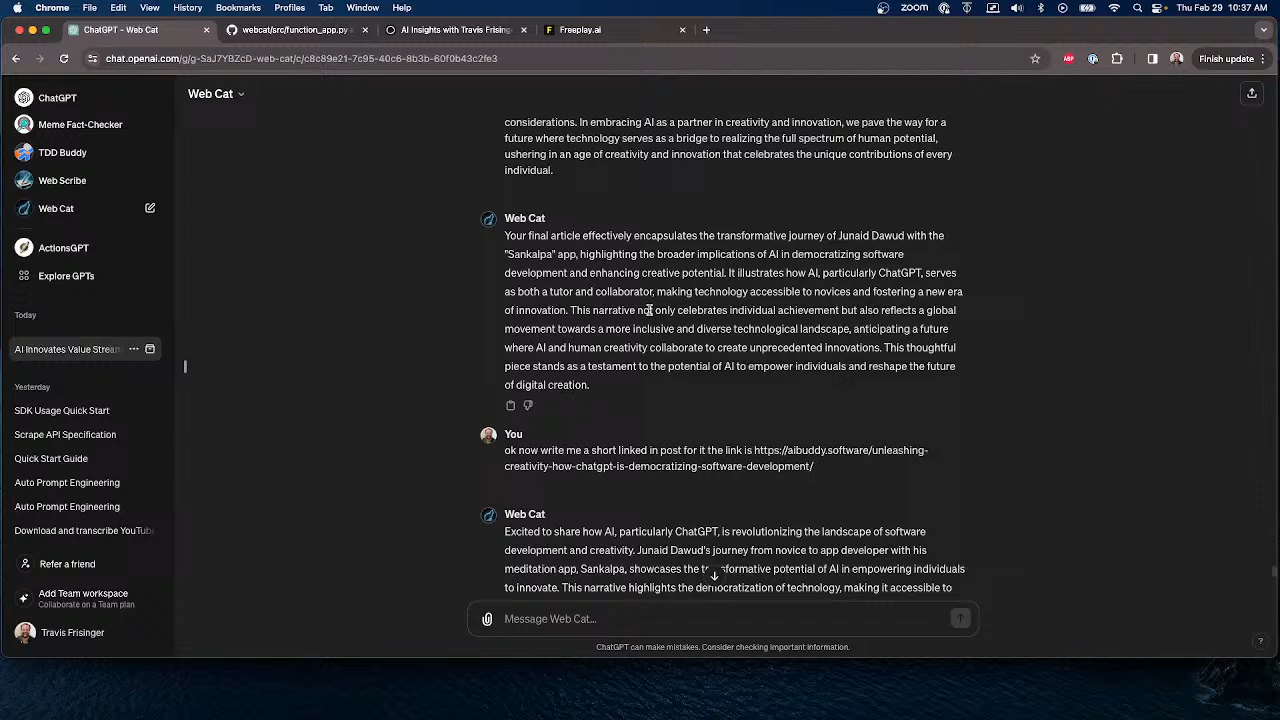 Chrome File Edit View History Bookmarks Profiles Tab Window Help zoom Thu Feb 29 10:37 AM
ChatGPT - Web Cat webcat/src/function_app.py AI Insights with Travis Frising Freeplay.ai
chat.openai.com/g/g-SaJ7YBZcD-web-cat/c/c8c89e21-7c95-40c6-8b3b-60f0b43c2fe3 ABP Finish update
ChatGPT
Meme Fact-Checker
TDD Buddy
Web Scribe
Web Cat
ActionsGPT
Explore GPTs
Today
AI Innovates Value Stream
Yesterday
SDK Usage Quick Start
Scrape API Specification
Quick Start Guide
Auto Prompt Engineering
Auto Prompt Engineering
Download and transcribe YouTube
Refer a friend
Add Team workspace
Collaborate on a Team plan
Travis Frisinger
Web Cat
considerations. In embracing AI as a partner in creativity and innovation, we pave the way for a
future where technology serves as a bridge to realizing the full spectrum of human potential,
ushering in an age of creativity and innovation that celebrates the unique contributions of every
individual.
Web Cat
Your final article effectively encapsulates the transformative journey of Junaid Dawud with the
"Sankalpa" app, highlighting the broader implications of AI in democratizing software
development and enhancing creative potential. It illustrates how AI, particularly ChatGPT, serves
as both a tutor and collaborator, making technology accessible to novices and fostering a new era
of innovation. This narrative not only celebrates individual achievement but also reflects a global
movement towards a more inclusive and diverse technological landscape, anticipating a future
where AI and human creativity collaborate to create unprecedented innovations. This thoughtful
piece stands as a testament to the potential of AI to empower individuals and reshape the future
of digital creation.
You
ok now write me a short linked in post for it the link is https://aibuddy.software/unleashing-
creativity-how-chatgpt-is-democratizing-software-development/
Web Cat
Excited to share how AI, particularly ChatGPT, is revolutionizing the landscape of software
development and creativity. Junaid Dawud's journey from novice to app developer with his
meditation app, Sankalpa, showcases the transformative potential of AI in empowering individuals
to innovate. This narrative highlights the democratization of technology, making it accessible to
Message Web Cat...
ChatGPT can make mistakes. Consider checking important information.
?